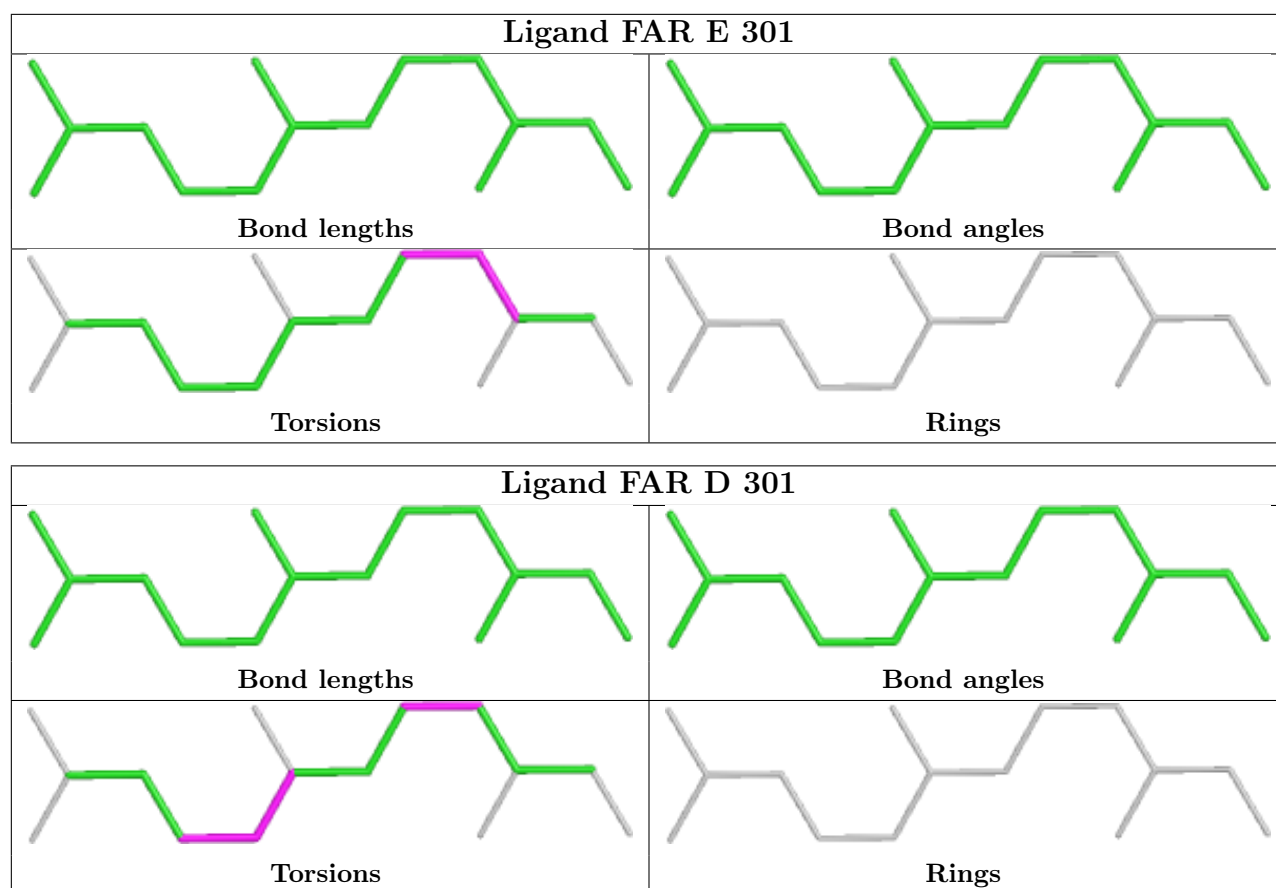 Ligand FAR E 301
Bond lengths Bond angles
Torsions Rings
Ligand FAR D 301
Bond lengths Bond angles
Torsions Rings